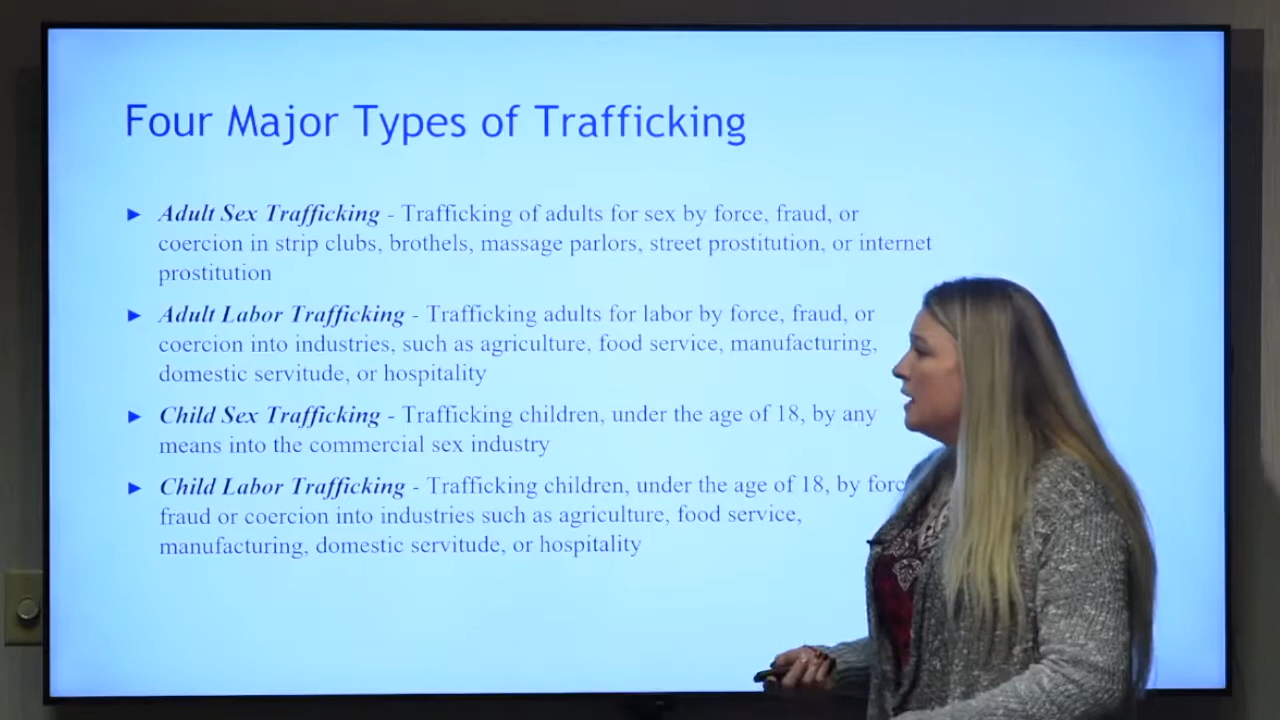 Four Major Types of Trafficking
► Adult Sex Trafficking - Trafficking of adults for sex by force, fraud, or
coercion in strip clubs, brothels, massage parlors, street prostitution, or internet
prostitution
► Adult Labor Trafficking - Trafficking adults for labor by force, fraud, or
coercion into industries, such as agriculture, food service, manufacturing,
domestic servitude, or hospitality
► Child Sex Trafficking - Trafficking children, under the age of 18, by any
means into the commercial sex industry
► Child Labor Trafficking - Trafficking children, under the age of 18, by forc
fraud or coercion into industries such as agriculture, food service,
manufacturing, domestic servitude, or hospitality